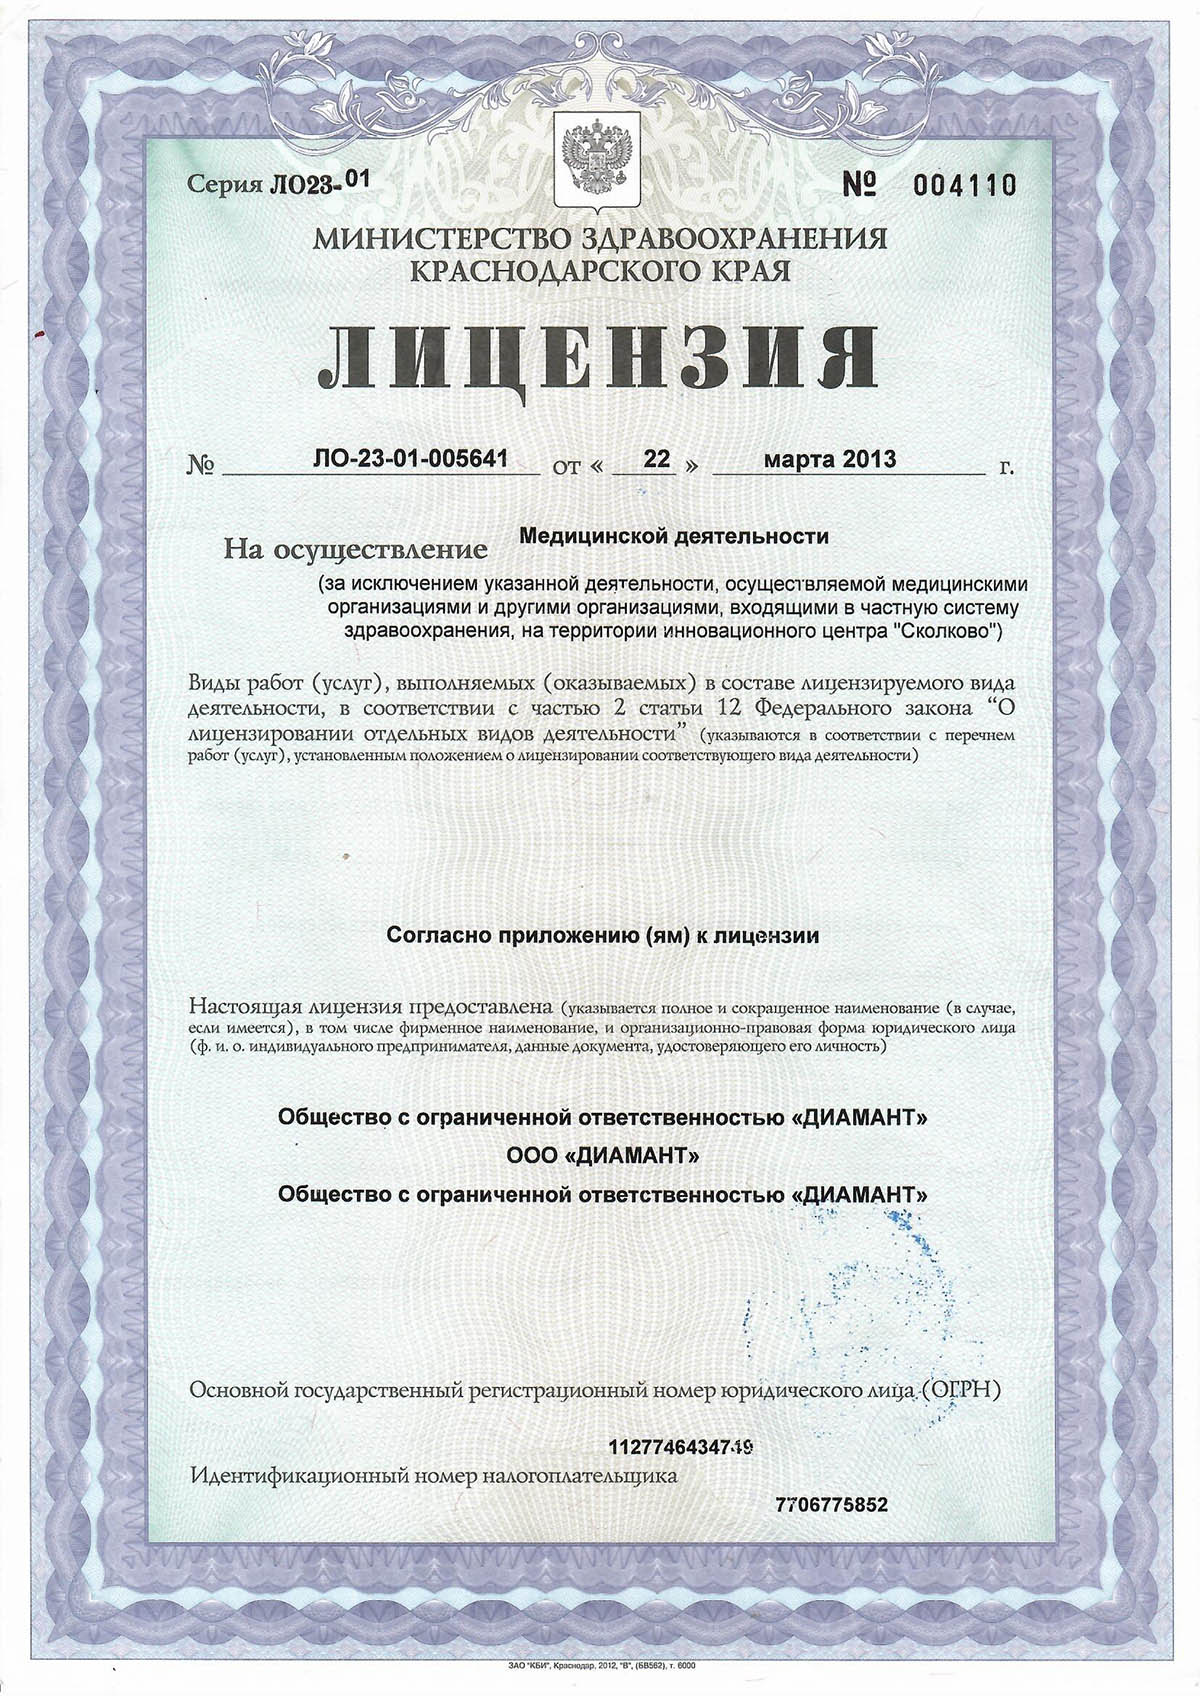 Серия ЛО23-01
№ 004110
МИНИСТЕРСТВО ЗДРАВООХРАНЕНИЯ
КРАСНОДАРСКОГО КРАЯ
ЛИЦЕНЗИЯ
№ ЛО-23-01-005641 от « 22 » марта 2013 г.
На осуществление Медицинской деятельности
(за исключением указанной деятельности, осуществляемой медицинскими
организациями и другими организациями, входящими в частную систему
здравоохранения, на территории инновационного центра "Сколково")
Виды работ (услуг), выполняемых (оказываемых) в составе лицензируемого вида
деятельности, в соответствии с частью 2 статьи 12 Федерального закона “О
лицензировании отдельных видов деятельности” (указываются в соответствии с перечнем
работ (услуг), установленным положением о лицензировании соответствующего вида деятельности)
Согласно приложению (ям) к лицензии
Настоящая лицензия предоставлена (указывается полное и сокращенное наименование (в случае,
если имеется), в том числе фирменное наименование, и организационно-правовая форма юридического лица
(ф. и. о. индивидуального предпринимателя, данные документа, удостоверяющего его личность)
Общество с ограниченной ответственностью «ДИАМАНТ»
ООО «ДИАМАНТ»
Общество с ограниченной ответственностью «ДИАМАНТ»
Основной государственный регистрационный номер юридического лица (ОГРН)
1127746434749
Идентификационный номер налогоплательщика
7706775852
ЗАО "КБИ", Краснодар, 2012, "В", (БВ562), т. 6000